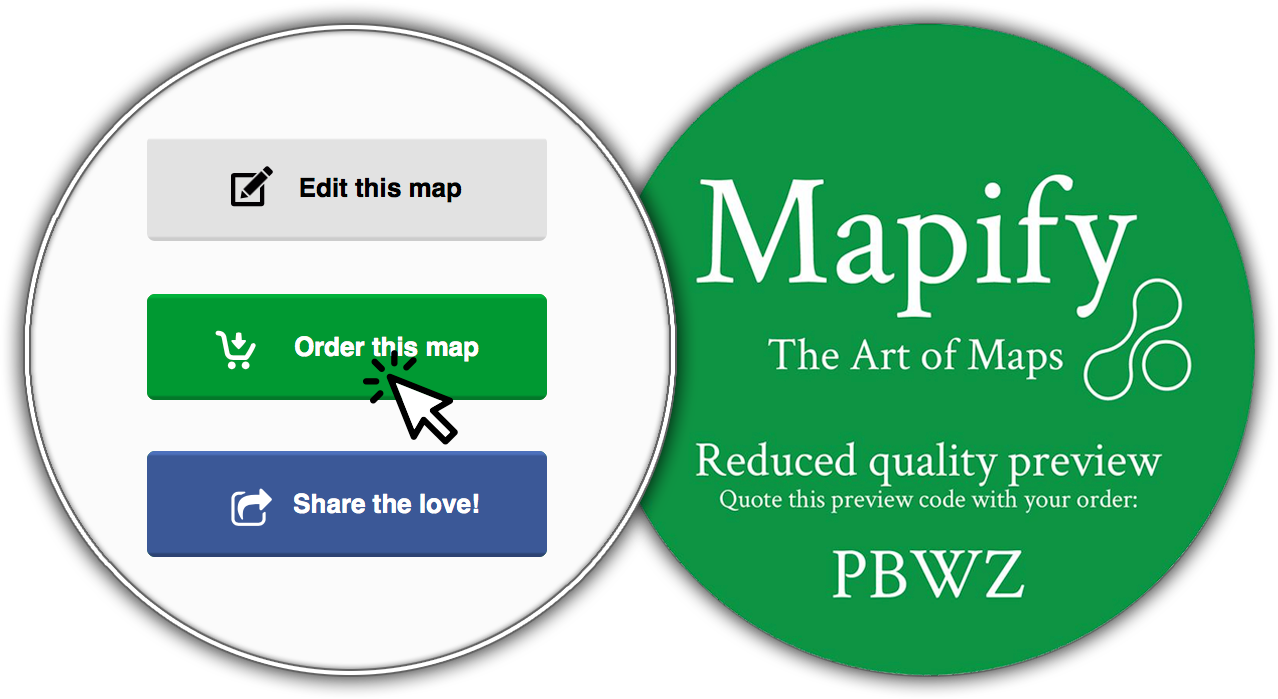 Edit this map
Order this map
Share the love!
Mapify
The Art of Maps
Reduced quality preview
Quote this preview code with your order:
PBWZ